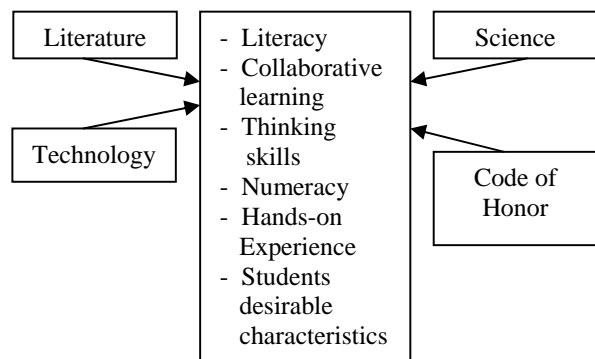 Literature
Technology
- Literacy
- Collaborative
learning
- Thinking
skills
- Numeracy
- Hands-on
Experience
- Students
desirable
characteristics
Science
Code of
Honor